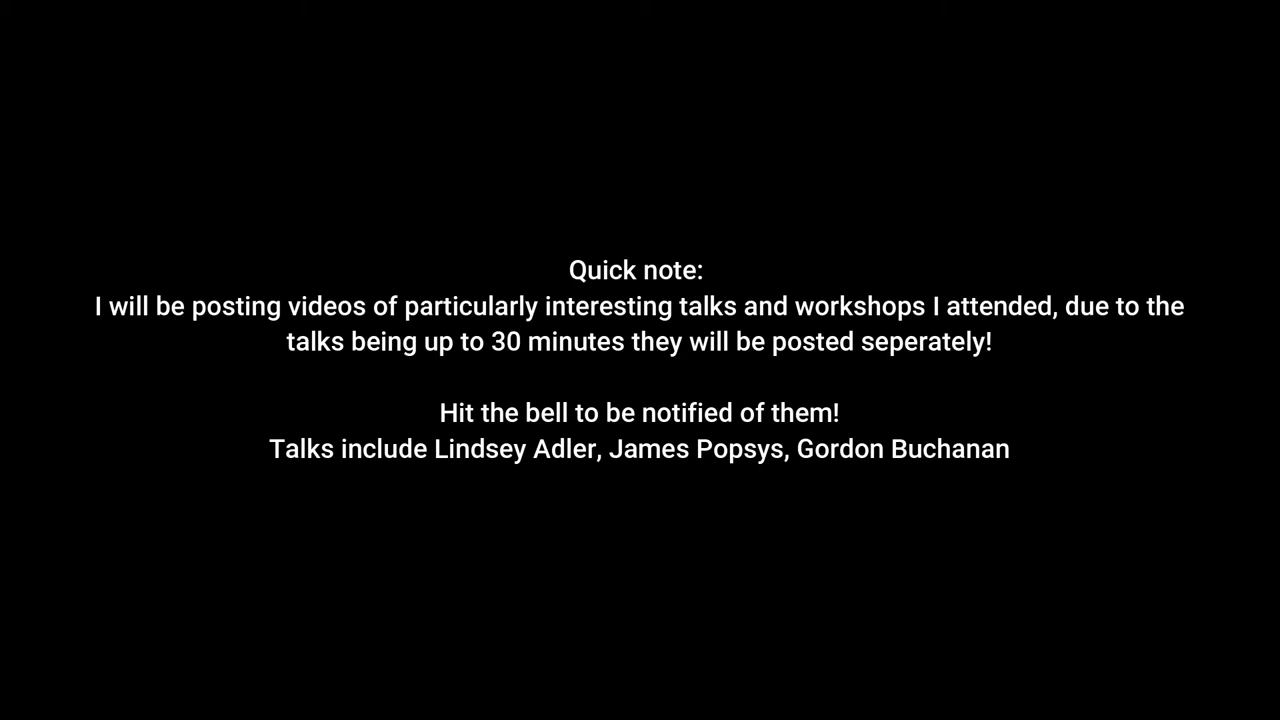 Quick note:
I will be posting videos of particularly interesting talks and workshops I attended, due to the
talks being up to 30 minutes they will be posted seperately!
Hit the bell to be notified of them!
Talks include Lindsey Adler, James Popsys, Gordon Buchanan